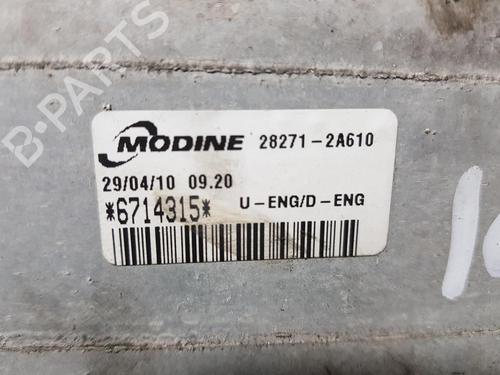 B-PARTS
MODINE 28271-2A610
29/04/10 09.20
*6714315* U-ENG/D-ENG